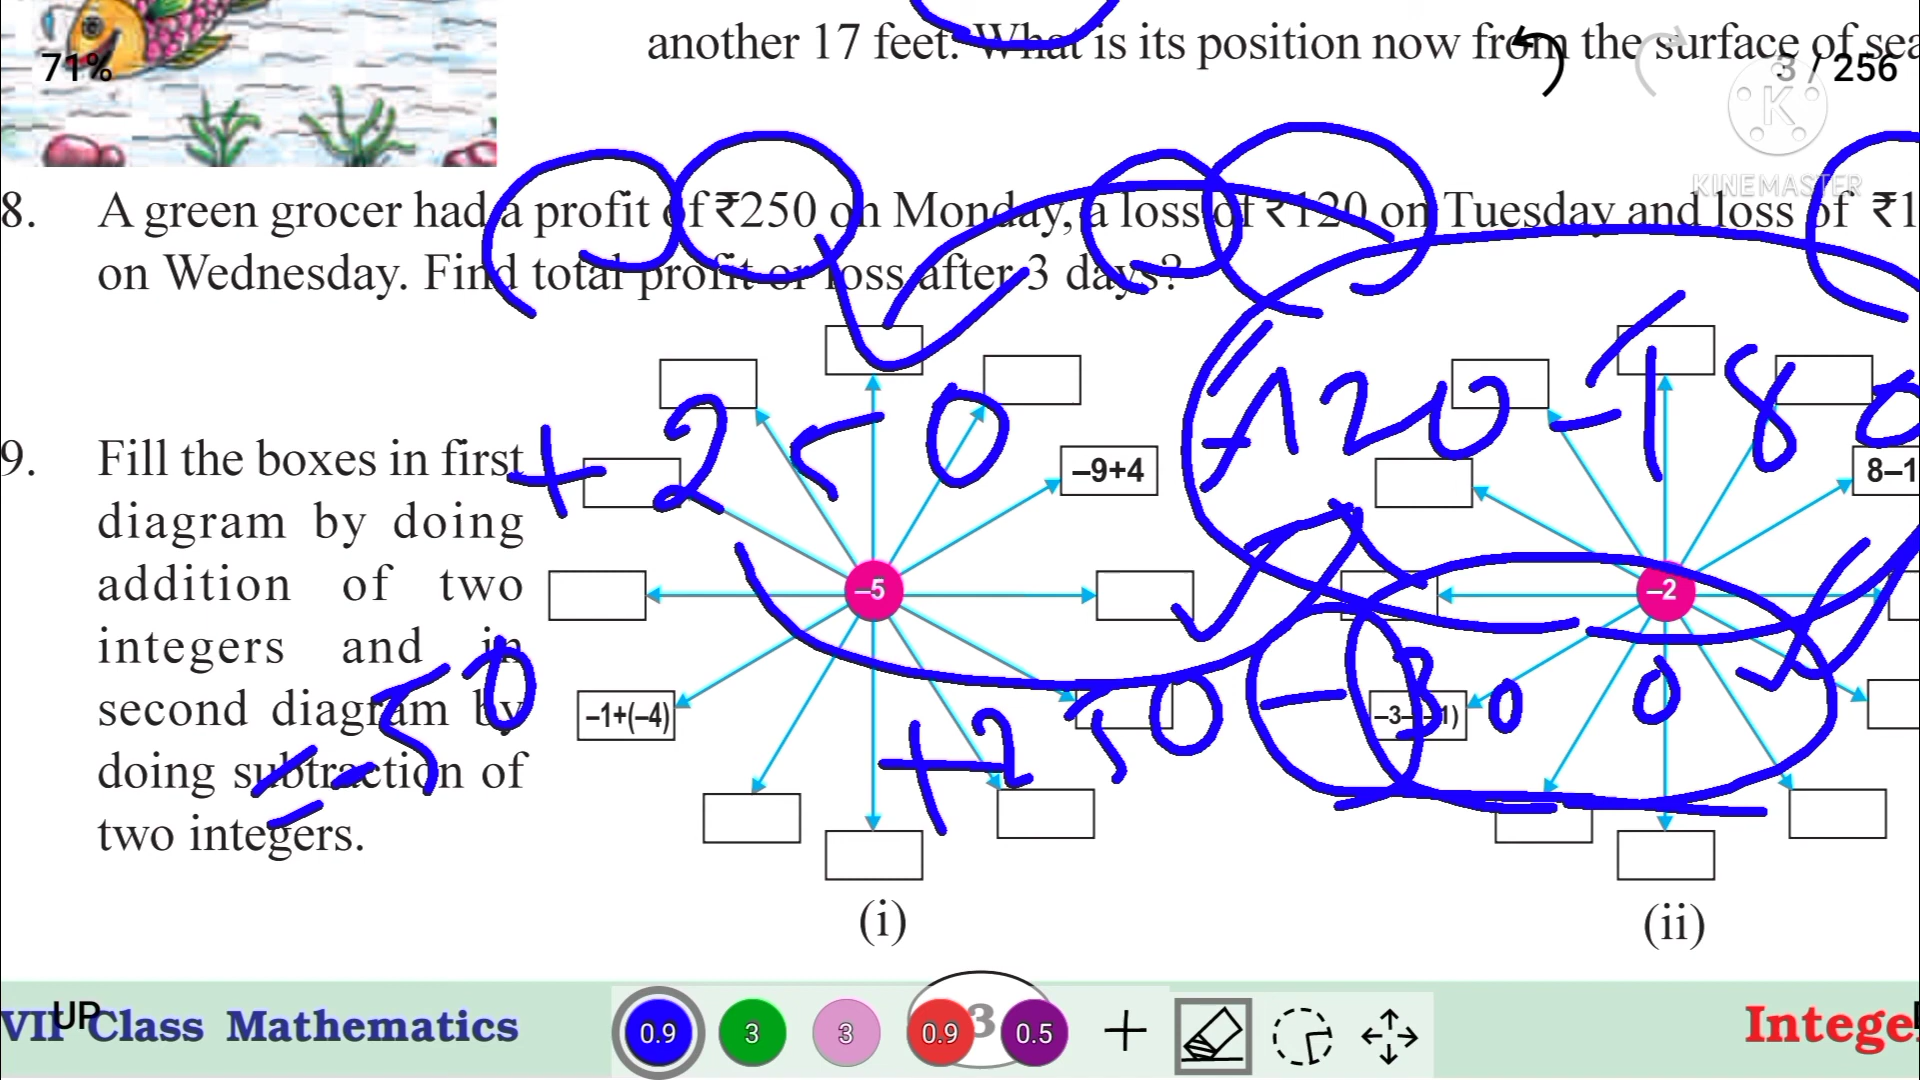 another 17 feet. What is its position now from the surface of sea
71%
3 / 256
KINEMASTER
8. A green grocer had a profit of ₹250 on Monday, a loss of ₹120 on Tuesday and loss of ₹1
on Wednesday. Find total profit or loss after 3 days?
+250 -120-180
9. Fill the boxes in first
diagram by doing
addition of two
integers and in
second diagram by
doing subtraction of
two integers.
–9+4
–5
–1+(–4)
(i)
8–1
–2
(ii)
+250 -300
= -50
VII Class Mathematics
UP
0.9 3 3 0.9 3 0.5
Intege